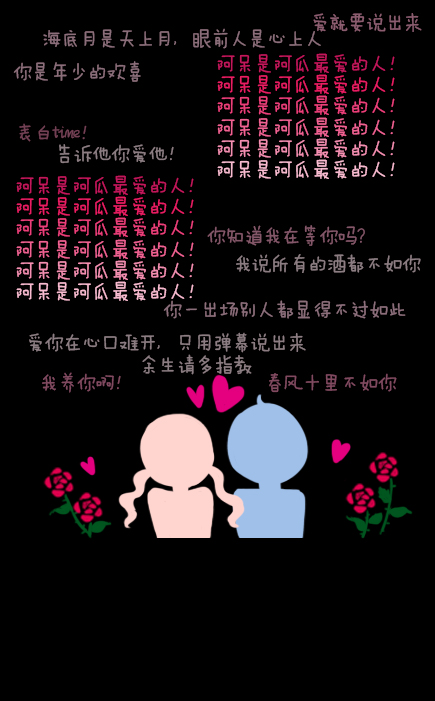 爱就要说出来
海底月是天上月，眼前人是心上人
你是年少的欢喜
阿呆是阿瓜最爱的人！
阿呆是阿瓜最爱的人！
阿呆是阿瓜最爱的人！
阿呆是阿瓜最爱的人！
阿呆是阿瓜最爱的人！
阿呆是阿瓜最爱的人！
表白time！
告诉他你爱他！
阿呆是阿瓜最爱的人！
阿呆是阿瓜最爱的人！
阿呆是阿瓜最爱的人！
阿呆是阿瓜最爱的人！
阿呆是阿瓜最爱的人！
阿呆是阿瓜最爱的人！
你知道我在等你吗？
我说所有的酒都不如你
你一出场别人都显得不过如此
爱你在心口难开，只用弹幕说出来
余生请多指教
我养你啊！
春风十里不如你